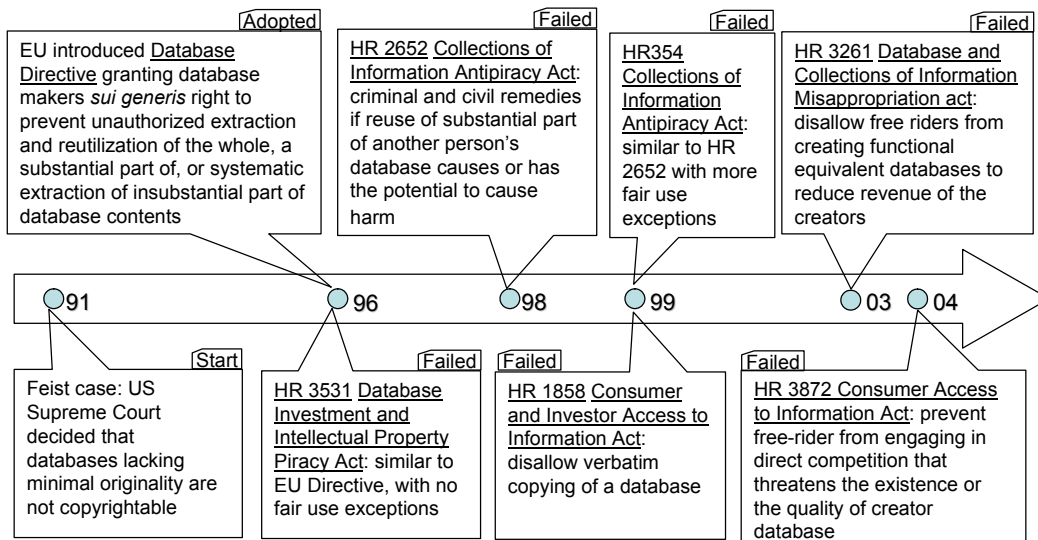 Adopted
EU introduced Database
Directive granting database
makers sui generis right to
prevent unauthorized extraction
and reutilization of the whole, a
substantial part of, or systematic
extraction of insubstantial part of
database contents
Failed
HR 2652 Collections of
Information Antipiracy Act:
criminal and civil remedies
if reuse of substantial part
of another person's
database causes or has
the potential to cause
harm
Failed
HR354
Collections of
Information
Antipiracy Act:
similar to HR
2652 with more
fair use
exceptions
Failed
HR 3261 Database and
Collections of Information
Misappropriation act:
disallow free riders from
creating functional
equivalent databases to
reduce revenue of the
creators
91
96
98
99
03
04
Start
Feist case: US
Supreme Court
decided that
databases lacking
minimal originality are
not copyrightable
Failed
HR 3531 Database
Investment and
Intellectual Property
Piracy Act: similar to
EU Directive, with no
fair use exceptions
Failed
HR 1858 Consumer
and Investor Access to
Information Act:
disallow verbatim
copying of a database
Failed
HR 3872 Consumer Access
to Information Act: prevent
free-rider from engaging in
direct competition that
threatens the existence or
the quality of creator
database